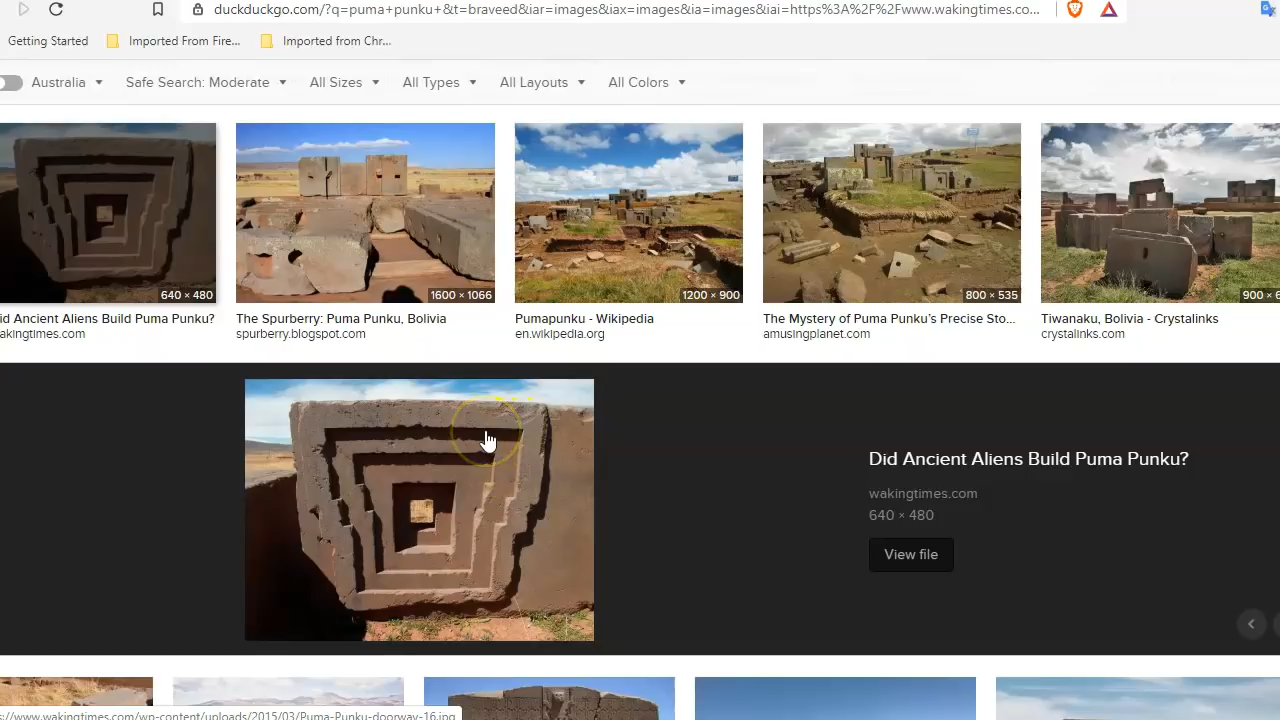 duckduckgo.com/?q=puma+punku+&t=braveed&iar=images&iax=images&ia=images&iai=https%3A%2F%2Fwww.wakingtimes.co...
Getting Started
Imported From Fire...
Imported from Chr...
Australia
Safe Search: Moderate
All Sizes
All Types
All Layouts
All Colors
640 × 480
1600 × 1066
1200 × 900
800 × 535
900 × 6
id Ancient Aliens Build Puma Punku?
The Spurberry: Puma Punku, Bolivia
Pumapunku - Wikipedia
The Mystery of Puma Punku's Precise Sto...
Tiwanaku, Bolivia - Crystalinks
akingtimes.com
spurberry.blogspot.com
en.wikipedia.org
amusingplanet.com
crystalinks.com
Did Ancient Aliens Build Puma Punku?
wakingtimes.com
640 × 480
View file
s://www.wakingtimes.com/wp-content/uploads/2015/03/Puma-Punku-doorway-16.jpg